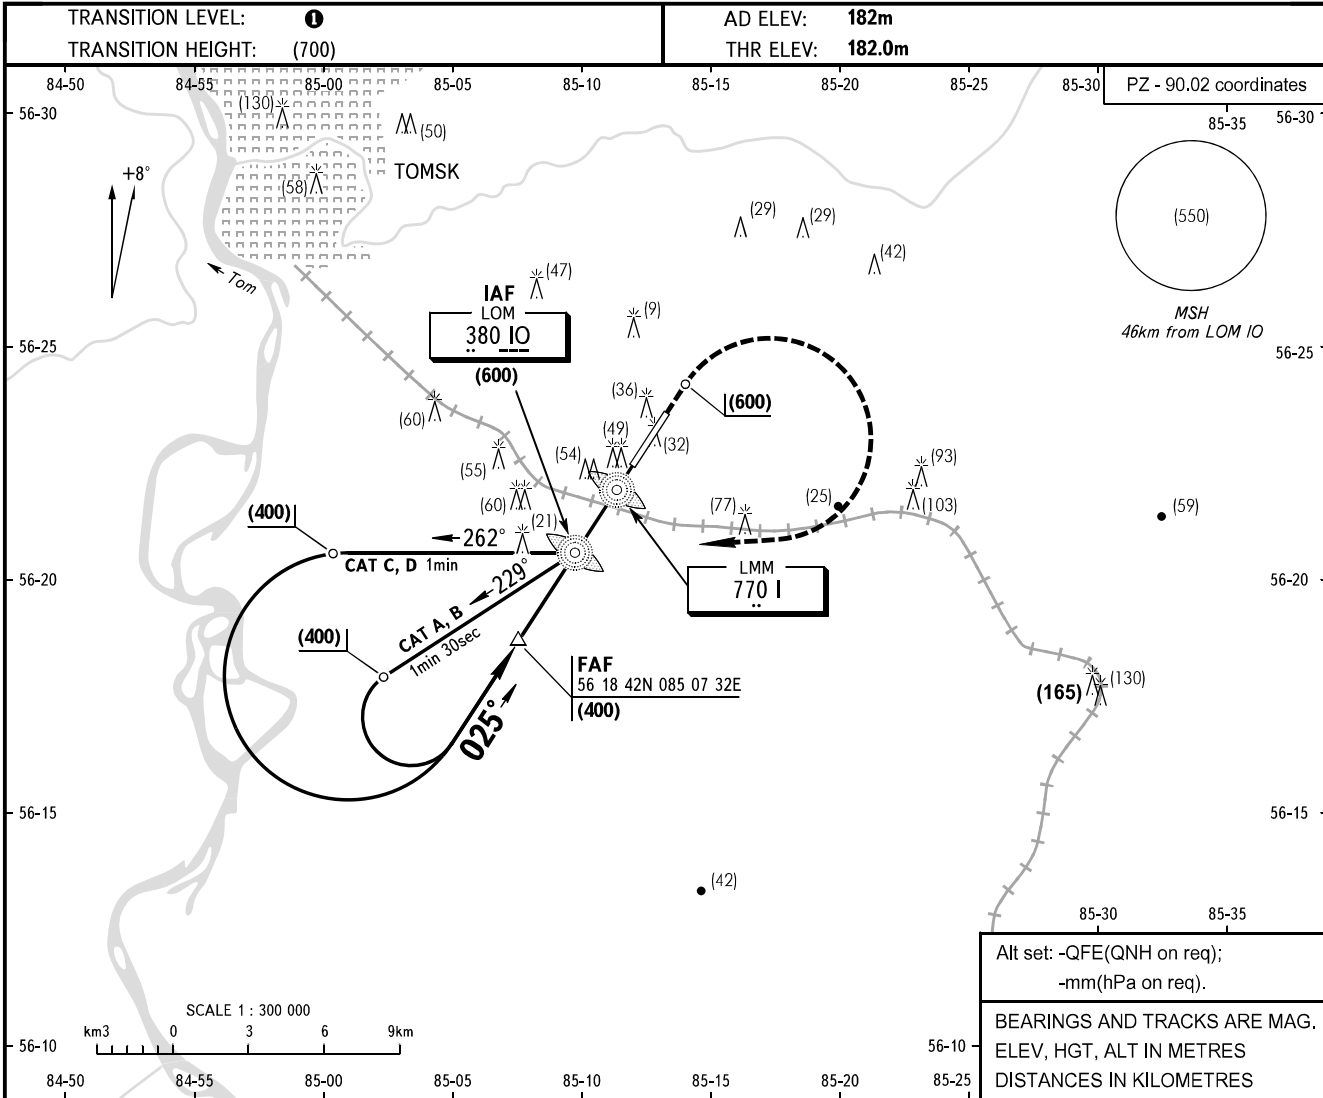 TRANSITION LEVEL: 1
TRANSITION HEIGHT: (700)
AD ELEV: 182m
THR ELEV: 182.0m
84-50 84-55 85-00 85-05 85-10 85-15 85-20 85-25 85-30
PZ - 90.02 coordinates
85-35
56-30 56-30
(130)
(50)
TOMSK
(58)
+8°
Tom
(29) (29)
(42)
(550)
MSH
46km from LOM IO
(47)
(9)
IAF
LOM
380 IO
(600)
56-25 56-25
(600)
(36)
(32)
(49)
(54)
(60)
(55)
(60)
(21)
(77)
(25)
(93)
(103)
(59)
(400)
262°
CAT C, D 1min
229°
CAT A, B
1min 30sec
(400)
LMM
770 I
56-20 56-20
FAF
56 18 42N 085 07 32E
(400)
025°
(165)
(130)
56-15 56-15
(42)
85-30 85-35
Alt set: -QFE(QNH on req);
-mm(hPa on req).
BEARINGS AND TRACKS ARE MAG.
ELEV, HGT, ALT IN METRES
DISTANCES IN KILOMETRES
SCALE 1 : 300 000
km3 0 3 6 9km
56-10 56-10
84-50 84-55 85-00 85-05 85-10 85-15 85-20 85-25